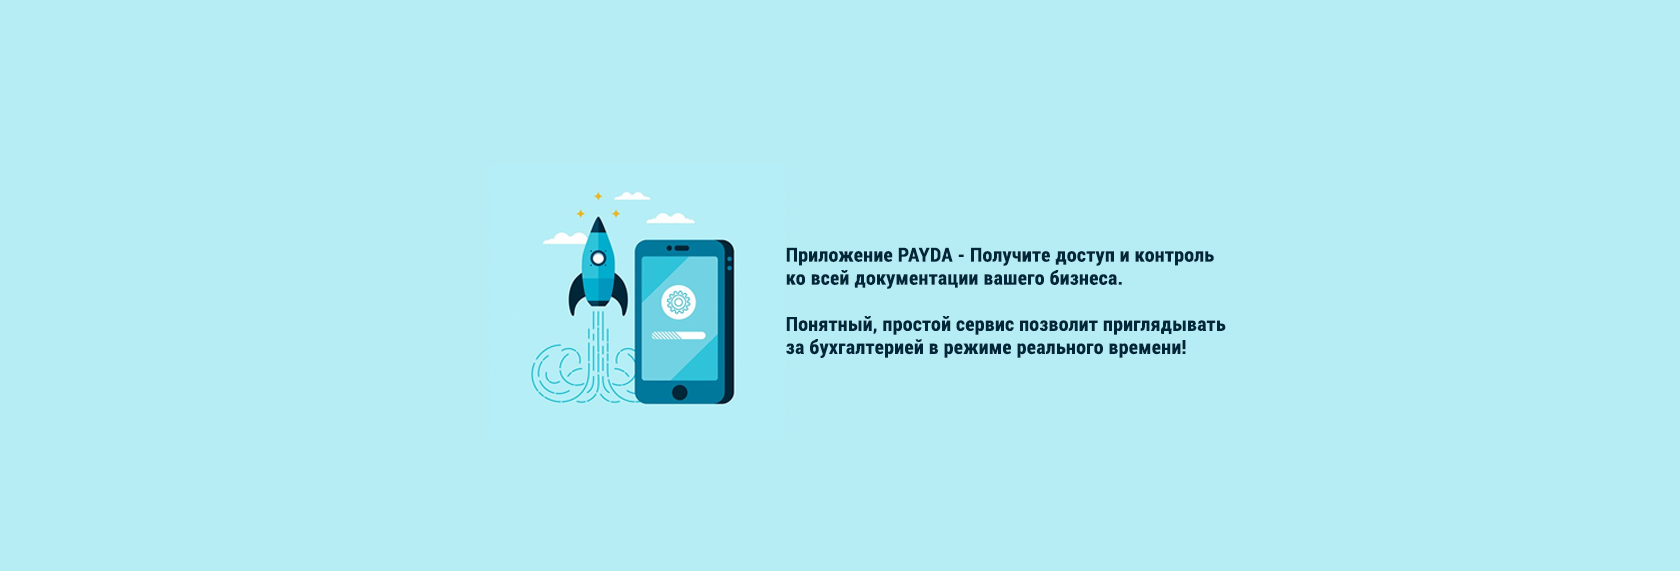 Приложение PAYDA - Получите доступ и контроль
ко всей документации вашего бизнеса.
Понятный, простой сервис позволит приглядывать
за бухгалтерией в режиме реального времени!